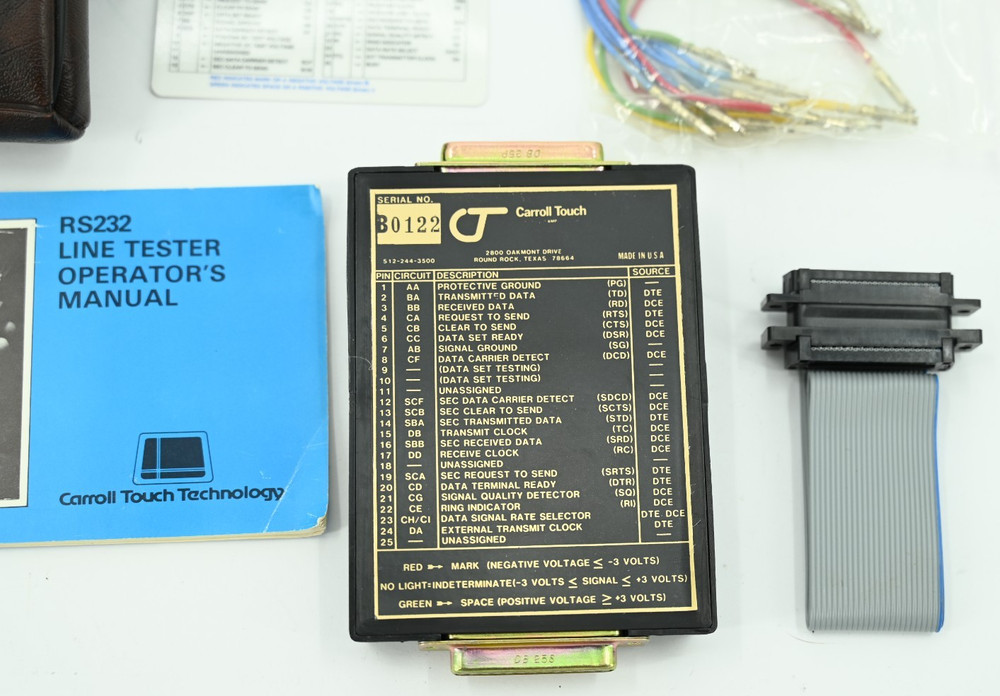 RS232
LINE TESTER
OPERATOR'S
MANUAL
Carroll Touch Technology
SERIAL NO.
B0122
CT
Carroll Touch
2800 OAKMONT DRIVE
512-244-3500 ROUND ROCK, TEXAS 78664 MADE IN USA
PIN CIRCUIT DESCRIPTION SOURCE
1 AA PROTECTIVE GROUND (PG) —
2 BA TRANSMITTED DATA (TD) DTE
3 BB RECEIVED DATA (RD) DCE
4 CA REQUEST TO SEND (RTS) DTE
5 CB CLEAR TO SEND (CTS) DCE
6 CC DATA SET READY (DSR) DCE
7 AB SIGNAL GROUND (SG) —
8 CF DATA CARRIER DETECT (DCD) DCE
9 — (DATA SET TESTING) —
10 — (DATA SET TESTING) —
11 — UNASSIGNED —
12 SCF SEC DATA CARRIER DETECT (SDCD) DCE
13 SCB SEC CLEAR TO SEND (SCTS) DCE
14 SBA SEC TRANSMITTED DATA (STD) DTE
15 DB TRANSMIT CLOCK (TC) DCE
16 SBB SEC RECEIVED DATA (SRD) DCE
17 DD RECEIVE CLOCK (RC) DCE
18 — UNASSIGNED —
19 SCA SEC REQUEST TO SEND (SRTS) DTE
20 CD DATA TERMINAL READY (DTR) DTE
21 CG SIGNAL QUALITY DETECTOR (SQ) DCE
22 CE RING INDICATOR (RI) DCE
23 CH/CI DATA SIGNAL RATE SELECTOR DTE DCE
24 DA EXTERNAL TRANSMIT CLOCK DTE
25 — UNASSIGNED —
RED ➳ MARK (NEGATIVE VOLTAGE ≤ -3 VOLTS)
NO LIGHT=INDETERMINATE(-3 VOLTS ≤ SIGNAL ≤ +3 VOLTS)
GREEN ➳ SPACE (POSITIVE VOLTAGE ≥ +3 VOLTS)